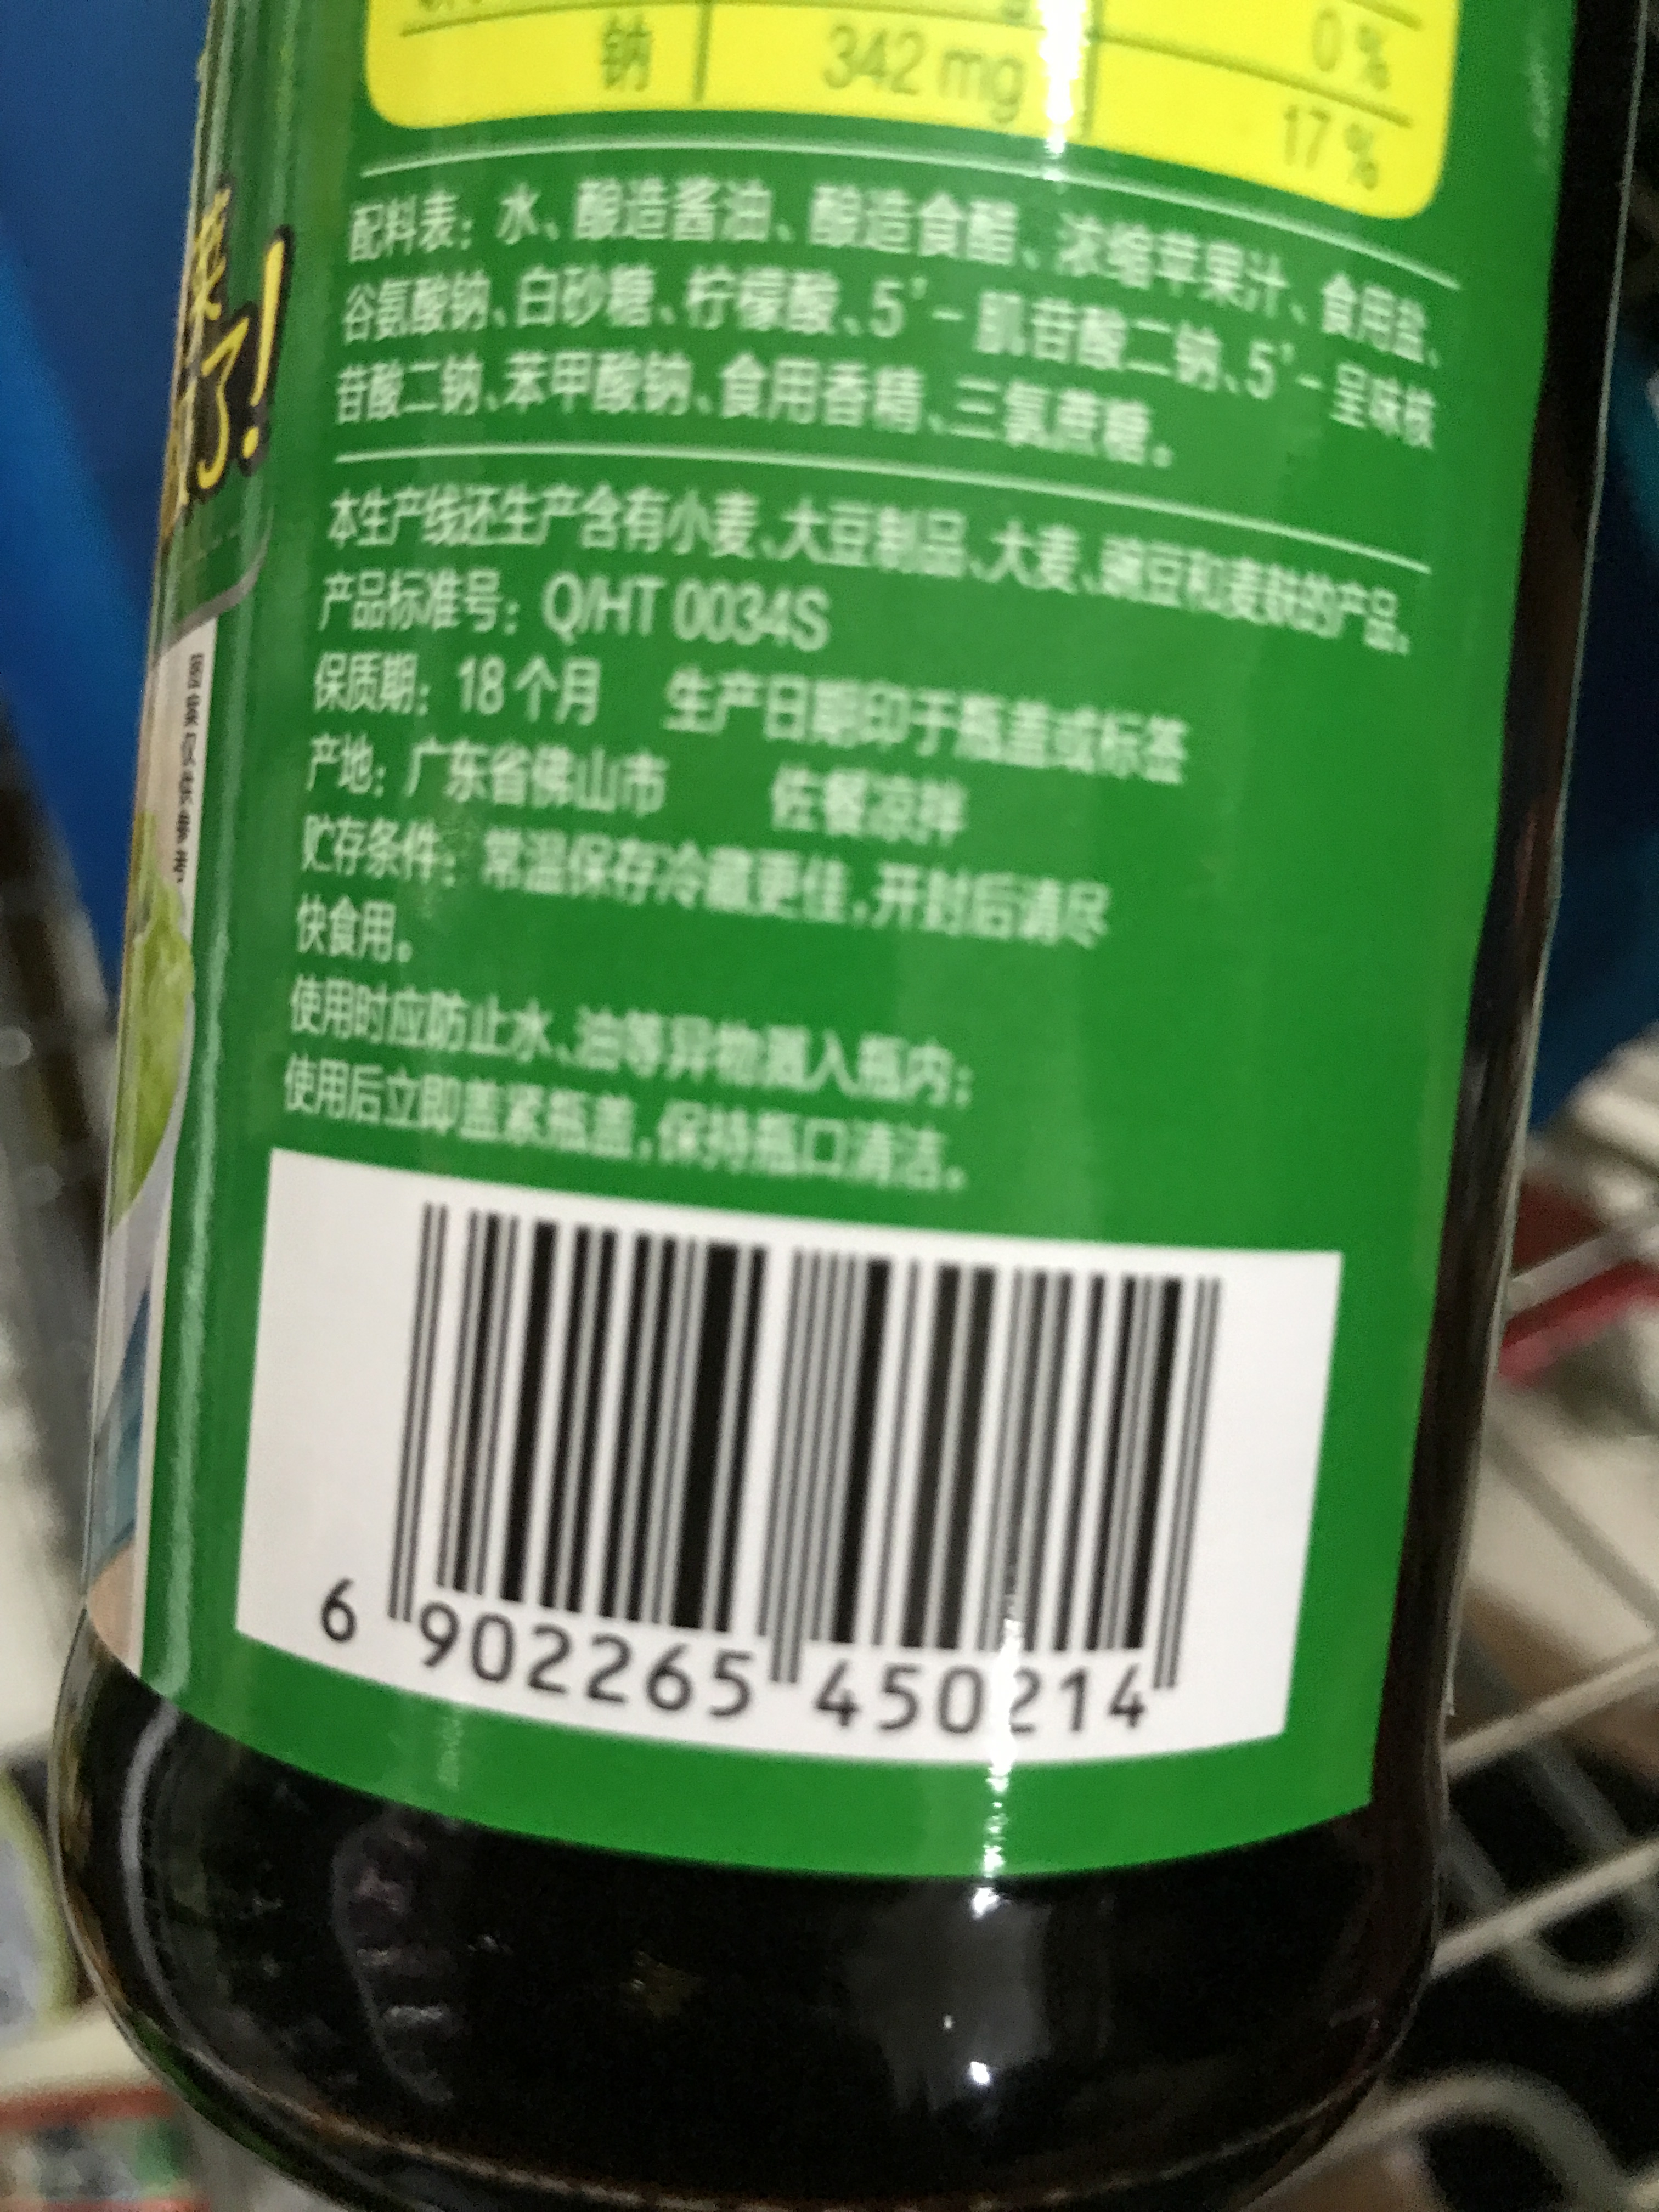 0%
钠 342 mg 17%
配料表：水、酿造酱油、酿造食醋、浓缩苹果汁、食用盐、
谷氨酸钠、白砂糖、柠檬酸、5'-肌苷酸二钠、5'-呈味核
苷酸二钠、苯甲酸钠、食用香精、三氯蔗糖。
本生产线还生产含有小麦、大豆制品、大麦、豌豆和麦麸的产品。
产品标准号：Q/HT 0034S
保质期：18个月 生产日期印于瓶盖或标签
产地：广东省佛山市 佐餐凉拌
贮存条件：常温保存冷藏更佳，开封后请尽
快食用。
使用时应防止水、油等异物溅入瓶内；
使用后立即盖紧瓶盖，保持瓶口清洁。
6 902265 450214
了！